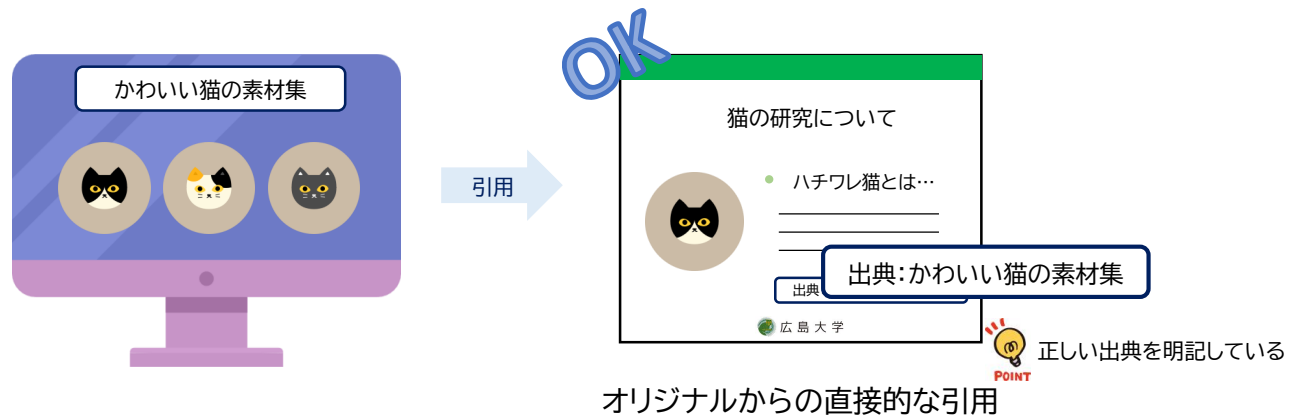 OK
かわいい猫の素材集
猫の研究について
引用
• ハチワレ猫とは…
出典:かわいい猫の素材集
出典
広島大学
正しい出典を明記している
POINT
オリジナルからの直接的な引用